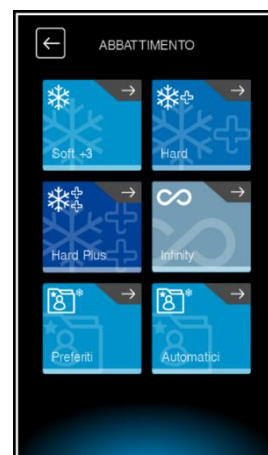 ABBATTIMENTO
Soft +3
Hard
Hard Plus
Infinity
Preferiti
Automatici